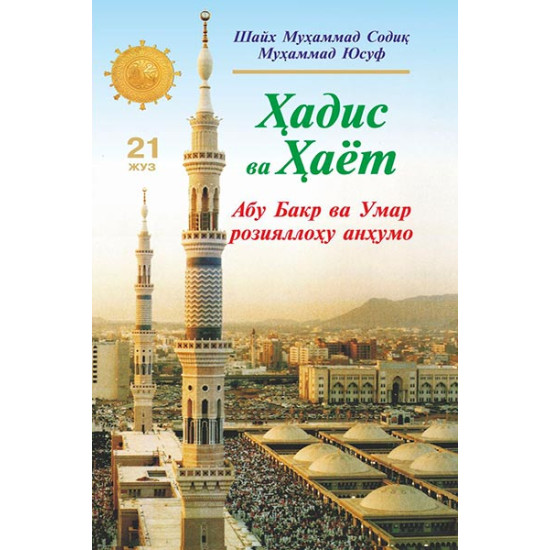 Шайх Муҳаммад Содиқ
Муҳаммад Юсуф
Ҳадис
ва Ҳаёт
21
ЖУЗ
Абу Бакр ва Умар
розияллоҳу анҳумо